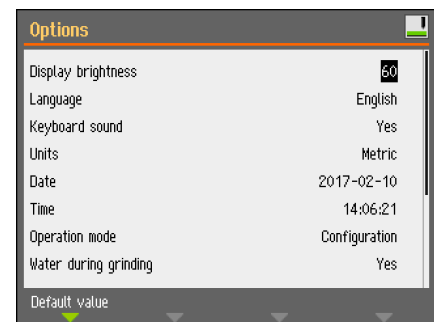 Options
Display brightness 60
Language English
Keyboard sound Yes
Units Metric
Date 2017-02-10
Time 14:06:21
Operation mode Configuration
Water during grinding Yes
Default value